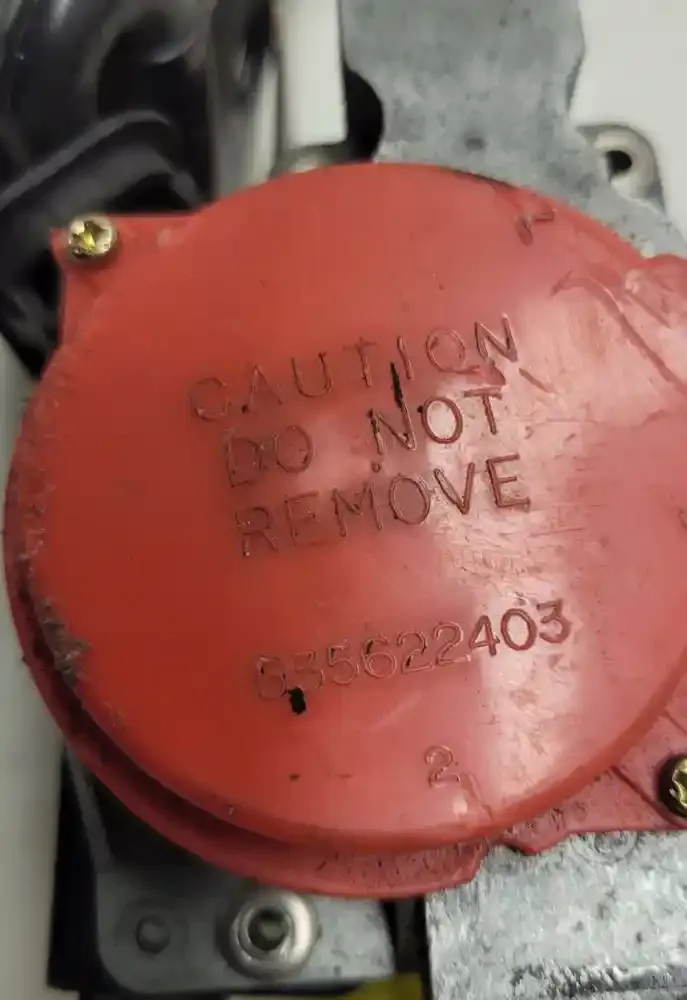 CAUTION
DO NOT
REMOVE
835622403
2